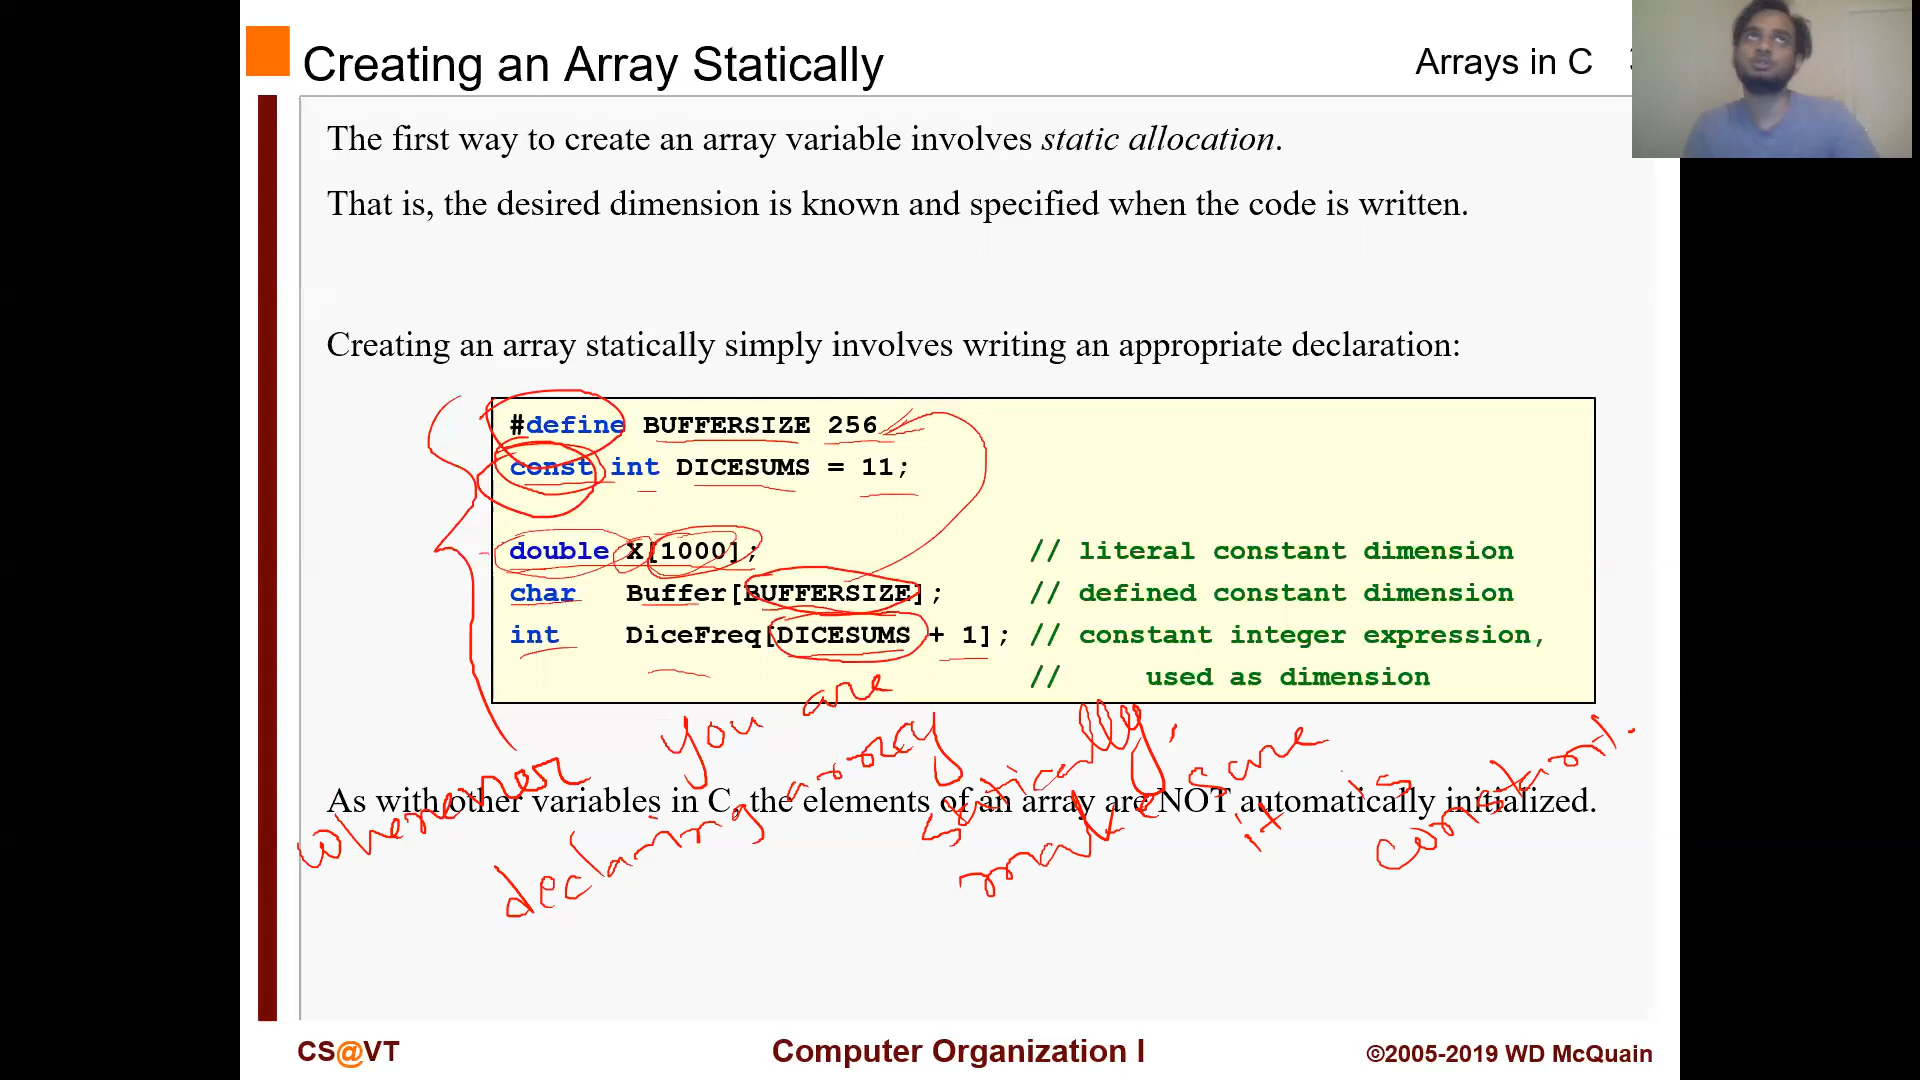 Creating an Array Statically
Arrays in C
The first way to create an array variable involves static allocation.
That is, the desired dimension is known and specified when the code is written.
Creating an array statically simply involves writing an appropriate declaration:
#define BUFFERSIZE 256
const int DICESUMS = 11;
double X[1000]; // literal constant dimension
char Buffer[BUFFERSIZE]; // defined constant dimension
int DiceFreq[DICESUMS + 1]; // constant integer expression,
// used as dimension
whenever you are
declaring array statically,
make sure it is constant.
As with other variables in C, the elements of an array are NOT automatically initialized.
CS@VT
Computer Organization I
©2005-2019 WD McQuain